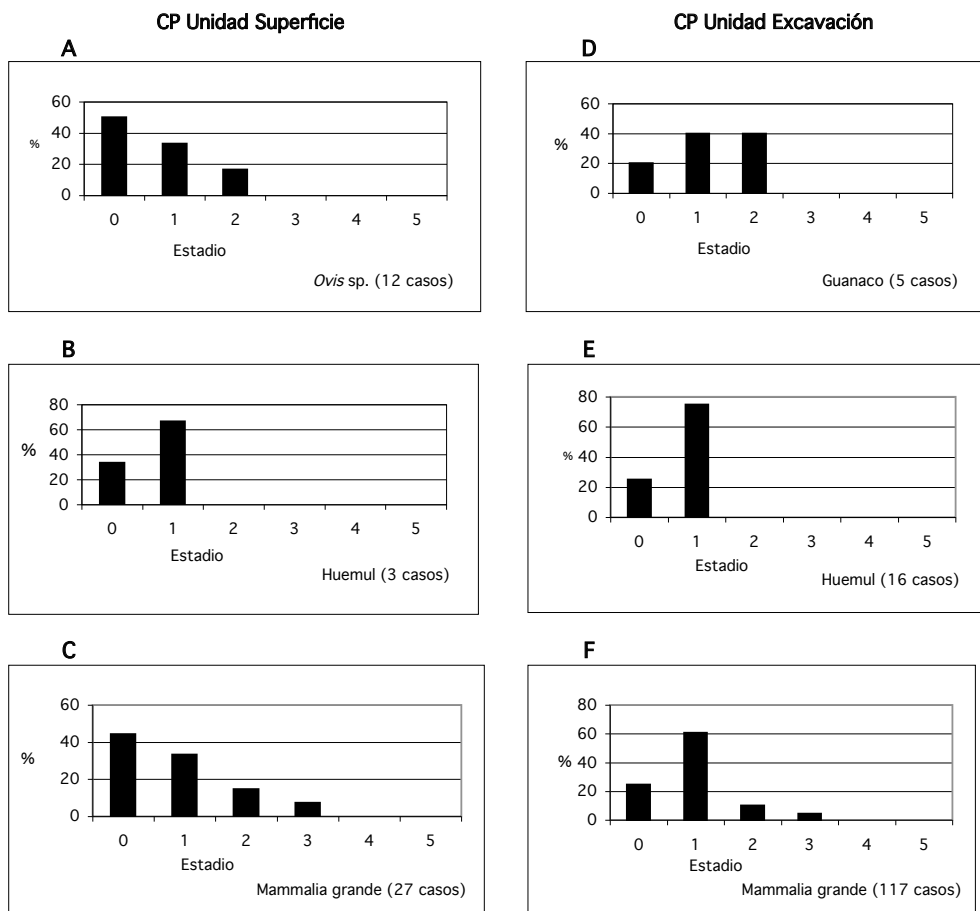 CP Unidad Superficie
A
60
40
20
0
%
0 1 2 3 4 5
Estadio
Ovis sp. (12 casos)
B
80
60
40
20
0
%
0 1 2 3 4 5
Estadio
Huemul (3 casos)
C
60
40
20
0
%
0 1 2 3 4 5
Estadio
Mammalia grande (27 casos)
CP Unidad Excavación
D
60
40
20
0
%
0 1 2 3 4 5
Estadio
Guanaco (5 casos)
E
80
60
% 40
20
0
0 1 2 3 4 5
Estadio
Huemul (16 casos)
F
80
60
% 40
20
0
0 1 2 3 4 5
Estadio
Mammalia grande (117 casos)